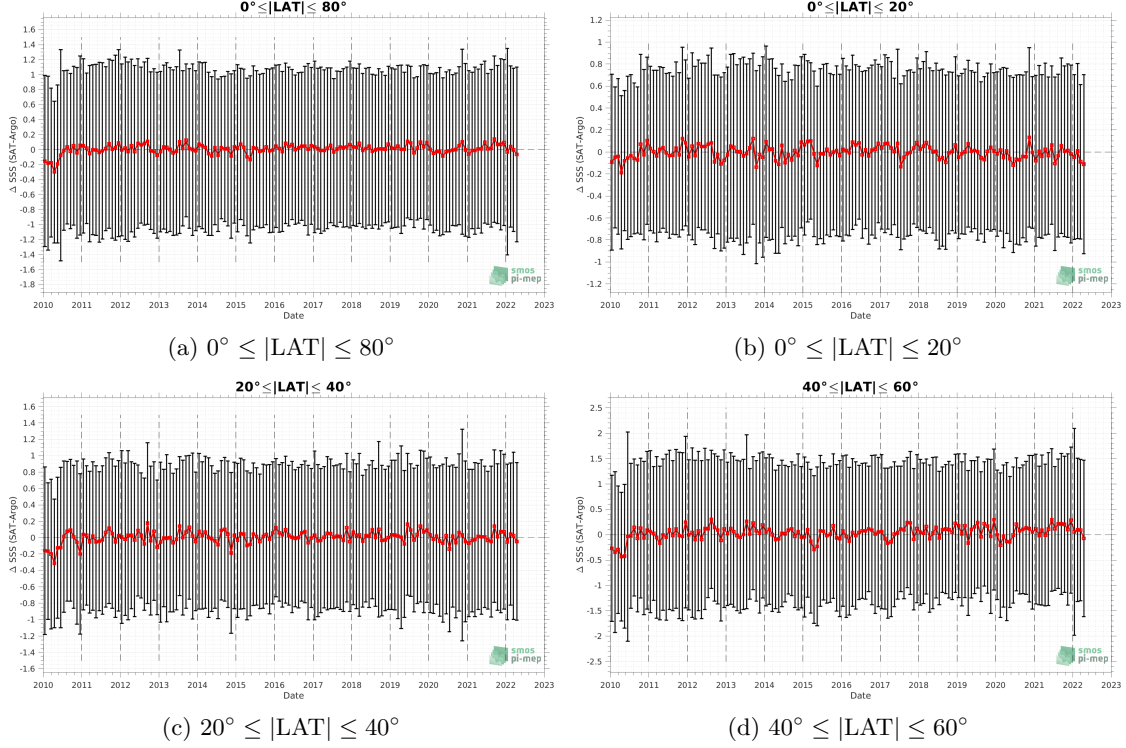 0°≤|LAT|≤ 80°
Δ SSS (SAT-Argo)
1.6
1.4
1.2
1
0.8
0.6
0.4
0.2
0
-0.2
-0.4
-0.6
-0.8
-1
-1.2
-1.4
-1.6
-1.8
smos
pi-mep
2010 2011 2012 2013 2014 2015 2016 2017 2018 2019 2020 2021 2022 2023
Date
(a) 0° ≤ |LAT| ≤ 80°
0°≤|LAT|≤ 20°
Δ SSS (SAT-Argo)
1.2
1
0.8
0.6
0.4
0.2
0
-0.2
-0.4
-0.6
-0.8
-1
-1.2
smos
pi-mep
2010 2011 2012 2013 2014 2015 2016 2017 2018 2019 2020 2021 2022 2023
Date
(b) 0° ≤ |LAT| ≤ 20°
20°≤|LAT|≤ 40°
Δ SSS (SAT-Argo)
1.6
1.4
1.2
1
0.8
0.6
0.4
0.2
0
-0.2
-0.4
-0.6
-0.8
-1
-1.2
-1.4
-1.6
smos
pi-mep
2010 2011 2012 2013 2014 2015 2016 2017 2018 2019 2020 2021 2022 2023
Date
(c) 20° ≤ |LAT| ≤ 40°
40°≤|LAT|≤ 60°
Δ SSS (SAT-Argo)
2.5
2
1.5
1
0.5
0
-0.5
-1
-1.5
-2
-2.5
smos
pi-mep
2010 2011 2012 2013 2014 2015 2016 2017 2018 2019 2020 2021 2022 2023
Date
(d) 40° ≤ |LAT| ≤ 60°